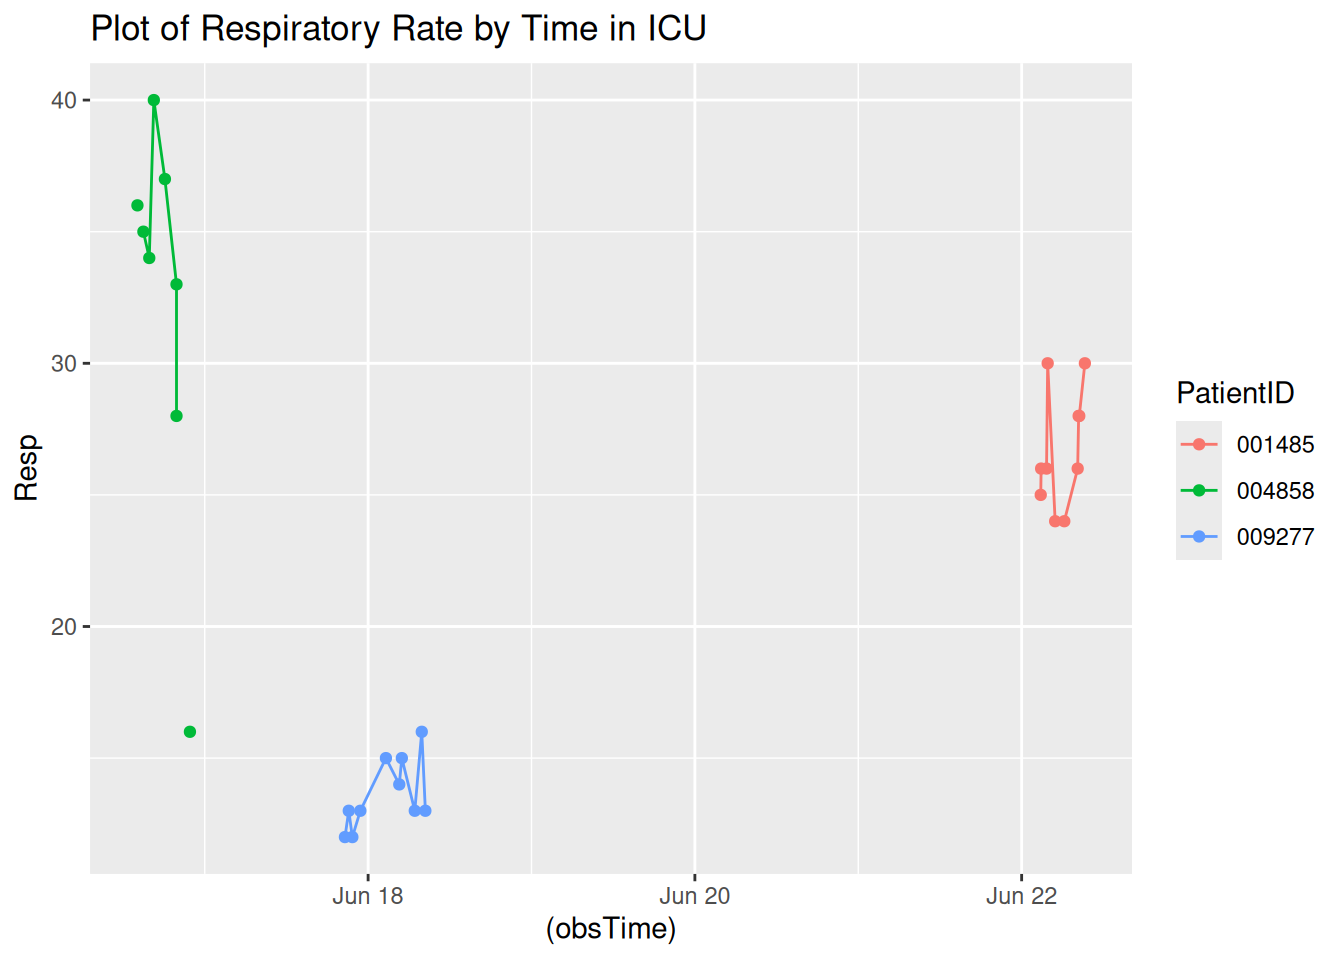 Plot of Respiratory Rate by Time in ICU
40
30
20
Resp
Jun 18
Jun 20
Jun 22
(obsTime)
PatientID
001485
004858
009277